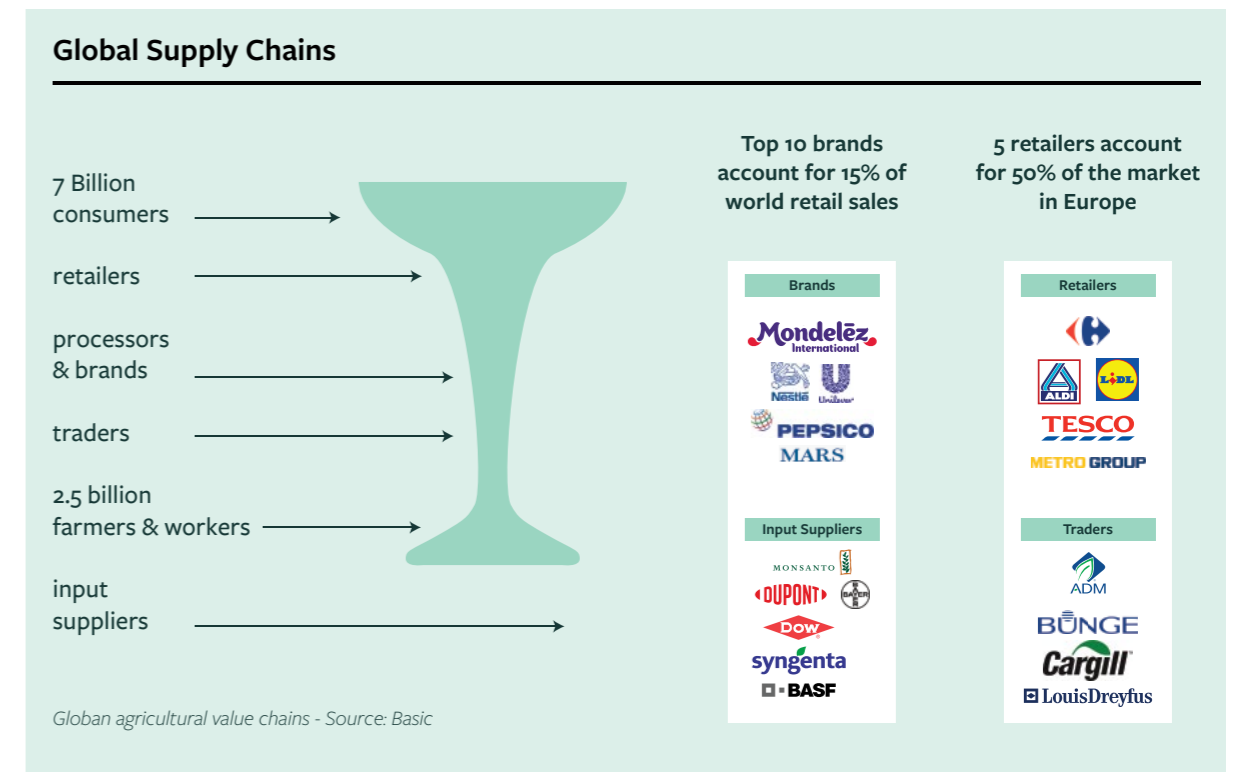 Global Supply Chains
7 Billion
consumers
retailers
processors
& brands
traders
2.5 billion
farmers & workers
input
suppliers
Globan agricultural value chains - Source: Basic
Top 10 brands
account for 15% of
world retail sales
Brands
Mondelēz
International
Nestlé
Unilever
PEPSICO
MARS
Input Suppliers
MONSANTO
DUPONT
BAYER
Dow
syngenta
BASF
5 retailers account
for 50% of the market
in Europe
Retailers
ALDI
LiDL
TESCO
METRO GROUP
Traders
ADM
BUNGE
Cargill™
LouisDreyfus